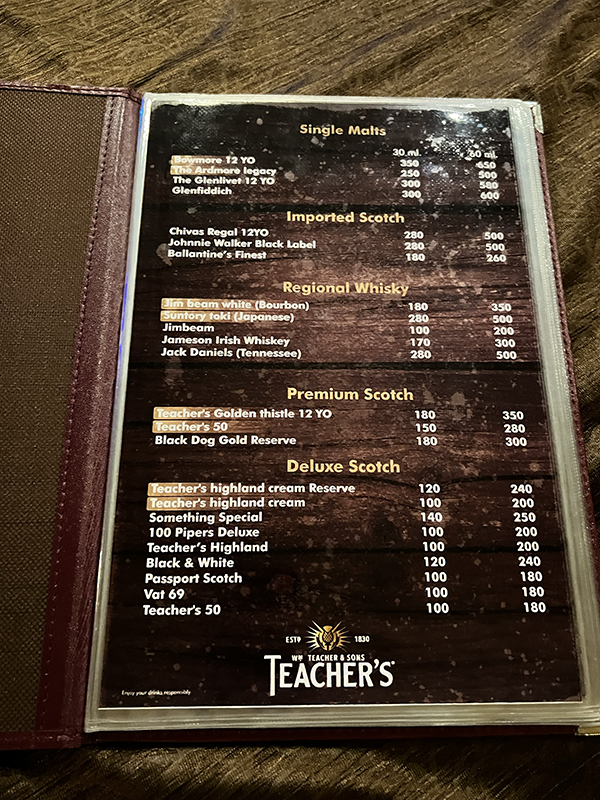 Single Malts
30 ml. 60 ml.
Bowmore 12 YO 350 650
The Ardmore legacy 250 500
The Glenlivet 12 YO 300 580
Glenfiddich 300 600
Imported Scotch
Chivas Regal 12YO 280 500
Johnnie Walker Black Label 280 500
Ballantine's Finest 180 260
Regional Whisky
Jim beam white (Bourbon) 180 350
Suntory toki (Japanese) 280 500
Jimbeam 100 200
Jameson Irish Whiskey 170 300
Jack Daniels (Tennessee) 280 500
Premium Scotch
Teacher's Golden thistle 12 YO 180 350
Teacher's 50 150 280
Black Dog Gold Reserve 180 300
Deluxe Scotch
Teacher's highland cream Reserve 120 240
Teacher's highland cream 100 200
Something Special 140 250
100 Pipers Deluxe 100 200
Teacher's Highland 100 200
Black & White 120 240
Passport Scotch 100 180
Vat 69 100 180
Teacher's 50 100 180
ESTD 1830
WM TEACHER & SONS
TEACHER'S®
Enjoy your drinks responsibly